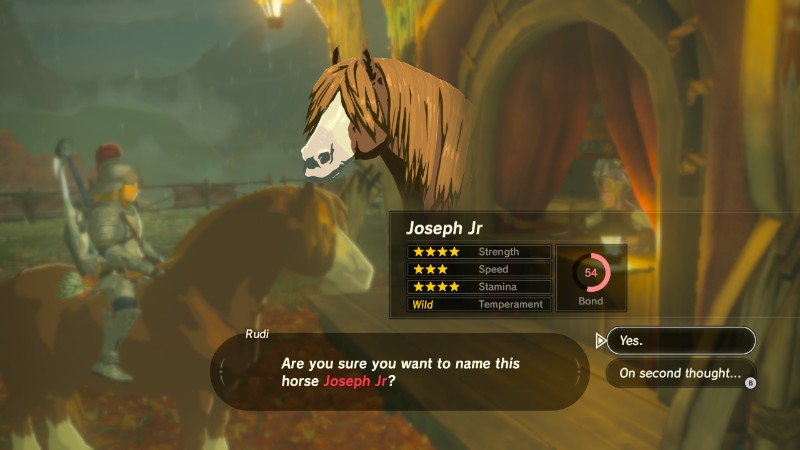 Joseph Jr
★★★★ Strength
★★★ Speed
★★★★ Stamina
Wild Temperament
54
Bond
Rudi
Are you sure you want to name this
horse Joseph Jr?
Yes.
On second thought...
B